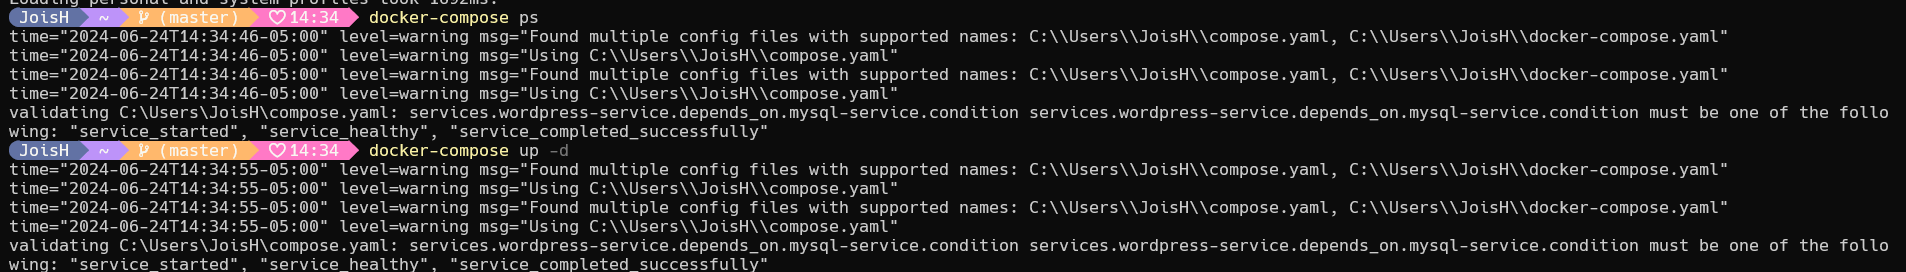 Loading personal and system profiles took 1892ms.
JoisH ~ (master) 14:34 docker-compose ps
time="2024-06-24T14:34:46-05:00" level=warning msg="Found multiple config files with supported names: C:\\Users\\JoisH\\compose.yaml, C:\\Users\\JoisH\\docker-compose.yaml"
time="2024-06-24T14:34:46-05:00" level=warning msg="Using C:\\Users\\JoisH\\compose.yaml"
time="2024-06-24T14:34:46-05:00" level=warning msg="Found multiple config files with supported names: C:\\Users\\JoisH\\compose.yaml, C:\\Users\\JoisH\\docker-compose.yaml"
time="2024-06-24T14:34:46-05:00" level=warning msg="Using C:\\Users\\JoisH\\compose.yaml"
validating C:\Users\JoisH\compose.yaml: services.wordpress-service.depends_on.mysql-service.condition services.wordpress-service.depends_on.mysql-service.condition must be one of the follo
wing: "service_started", "service_healthy", "service_completed_successfully"
JoisH ~ (master) 14:34 docker-compose up -d
time="2024-06-24T14:34:55-05:00" level=warning msg="Found multiple config files with supported names: C:\\Users\\JoisH\\compose.yaml, C:\\Users\\JoisH\\docker-compose.yaml"
time="2024-06-24T14:34:55-05:00" level=warning msg="Using C:\\Users\\JoisH\\compose.yaml"
time="2024-06-24T14:34:55-05:00" level=warning msg="Found multiple config files with supported names: C:\\Users\\JoisH\\compose.yaml, C:\\Users\\JoisH\\docker-compose.yaml"
time="2024-06-24T14:34:55-05:00" level=warning msg="Using C:\\Users\\JoisH\\compose.yaml"
validating C:\Users\JoisH\compose.yaml: services.wordpress-service.depends_on.mysql-service.condition services.wordpress-service.depends_on.mysql-service.condition must be one of the follo
wing: "service_started", "service_healthy", "service_completed_successfully"